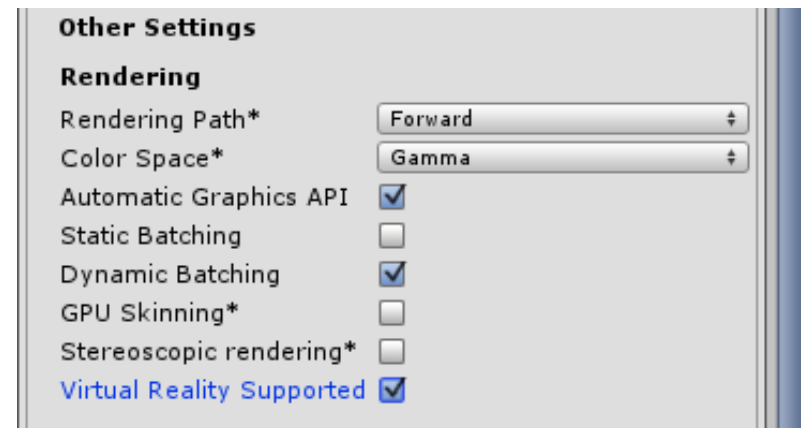 Other Settings
Rendering
Rendering Path* Forward
Color Space* Gamma
Automatic Graphics API
Static Batching
Dynamic Batching
GPU Skinning*
Stereoscopic rendering*
Virtual Reality Supported